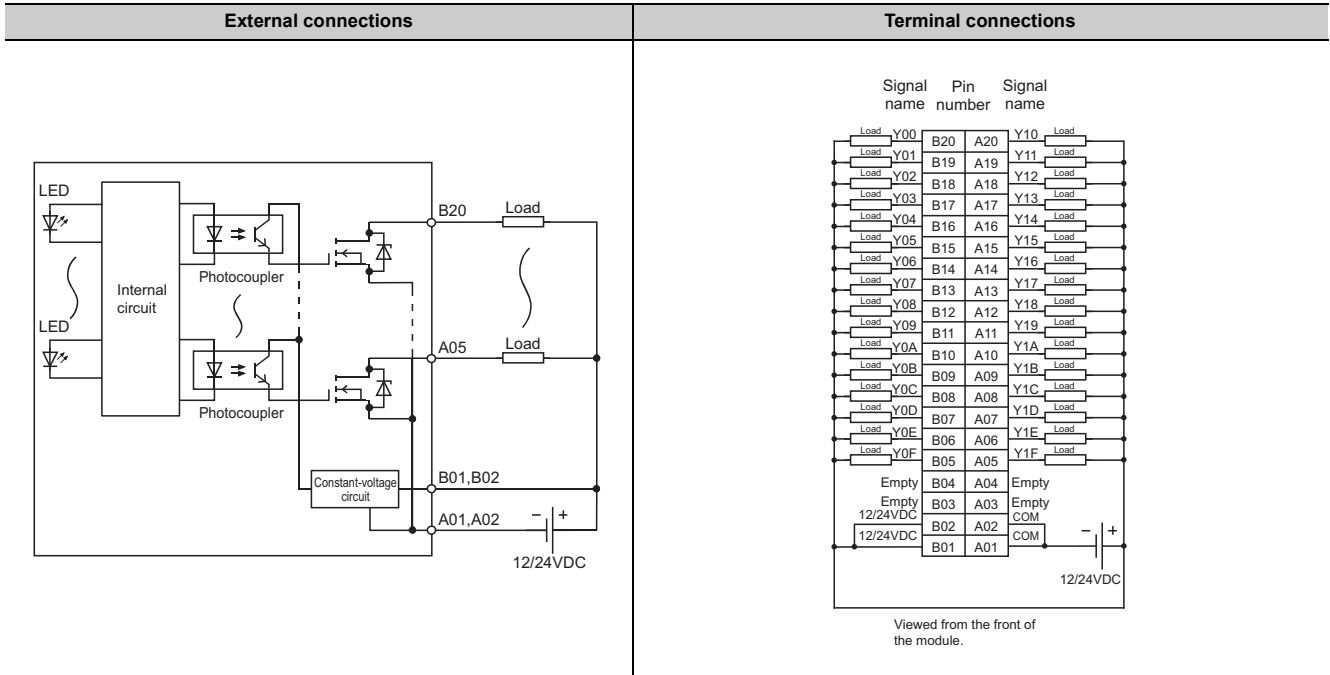 External connections
Terminal connections
LED
LED
Internal
circuit
Photocoupler
Photocoupler
Constant-voltage
circuit
B20 Load
A05 Load
B01,B02
A01,A02 − +
12/24VDC
Signal Pin Signal
name number name
Load Y00 B20 A20 Y10 Load
Load Y01 B19 A19 Y11 Load
Load Y02 B18 A18 Y12 Load
Load Y03 B17 A17 Y13 Load
Load Y04 B16 A16 Y14 Load
Load Y05 B15 A15 Y15 Load
Load Y06 B14 A14 Y16 Load
Load Y07 B13 A13 Y17 Load
Load Y08 B12 A12 Y18 Load
Load Y09 B11 A11 Y19 Load
Load Y0A B10 A10 Y1A Load
Load Y0B B09 A09 Y1B Load
Load Y0C B08 A08 Y1C Load
Load Y0D B07 A07 Y1D Load
Load Y0E B06 A06 Y1E Load
Load Y0F B05 A05 Y1F Load
Empty B04 A04 Empty
Empty B03 A03 Empty
12/24VDC B02 A02 COM
12/24VDC B01 A01 COM − +
12/24VDC
Viewed from the front of
the module.